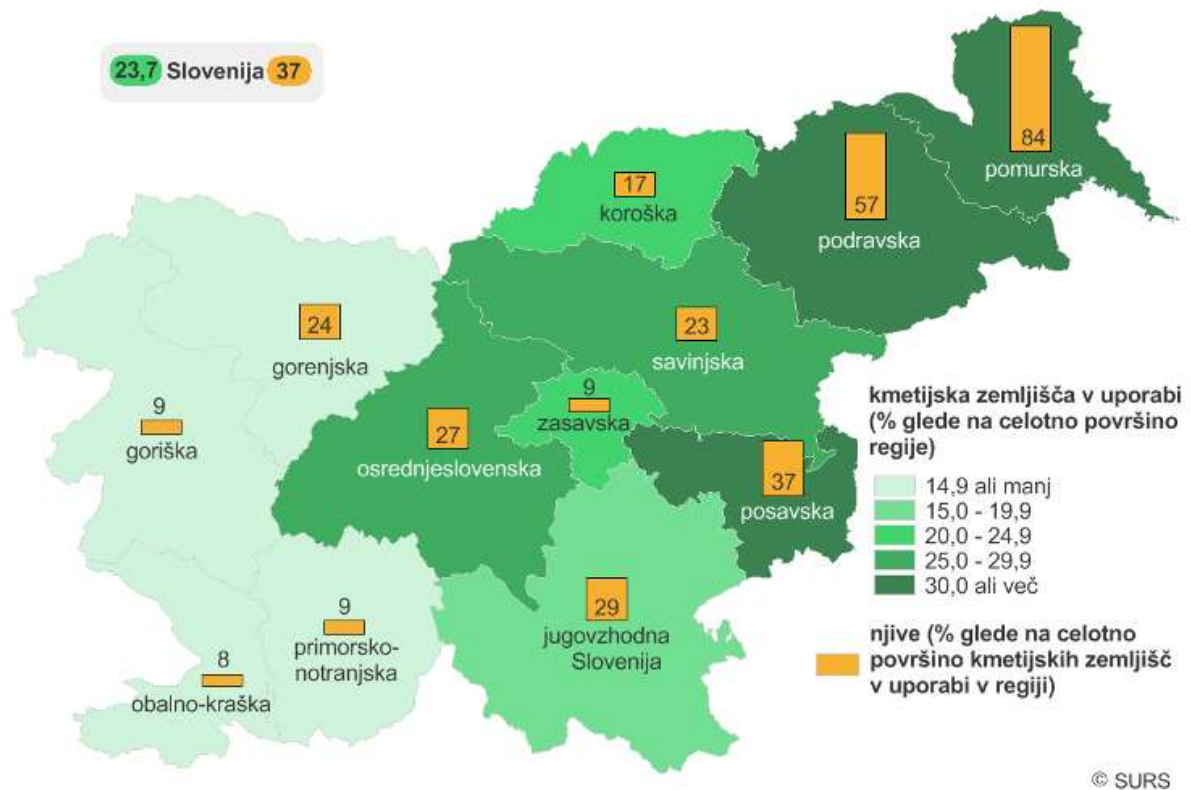 23,7 Slovenija 37
84
pomurska
57
podravska
17
koroška
24
gorenjska
23
savinjska
9
zasavska
9
goriška
27
osrednjeslovenska
37
posavska
29
jugovzhodna
Slovenija
9
primorsko-
notranjska
8
obalno-kraška
kmetijska zemljišča v uporabi
(% glede na celotno površino
regije)
14,9 ali manj
15,0 - 19,9
20,0 - 24,9
25,0 - 29,9
30,0 ali več
njive (% glede na celotno
površino kmetijskih zemljišč
v uporabi v regiji)
© SURS